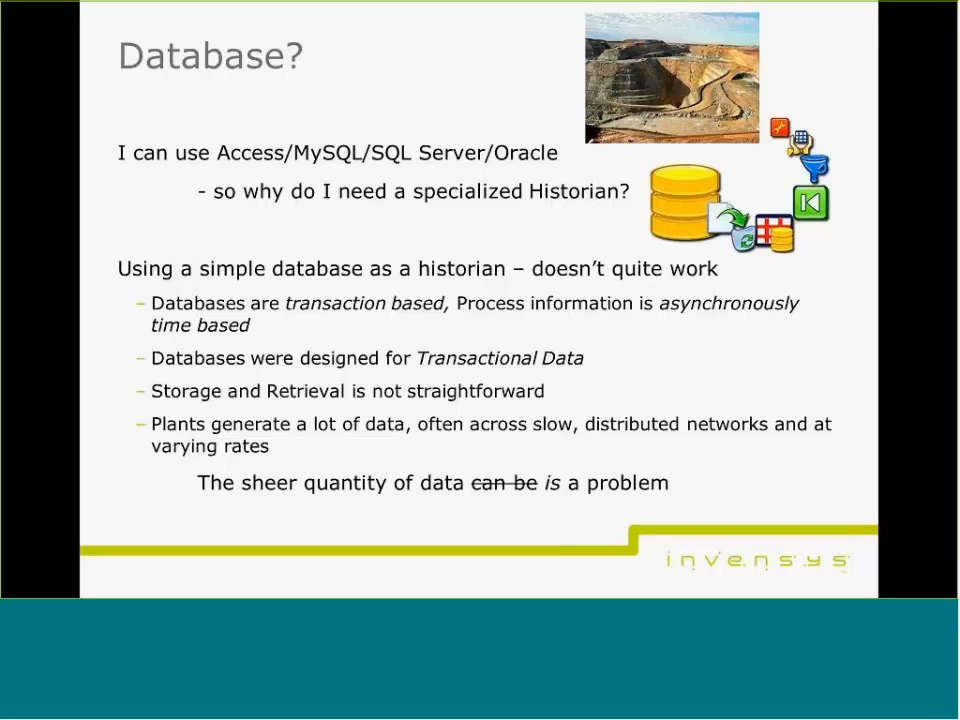 Database?
I can use Access/MySQL/SQL Server/Oracle
- so why do I need a specialized Historian?
Using a simple database as a historian – doesn't quite work
– Databases are transaction based, Process information is asynchronously
time based
– Databases were designed for Transactional Data
– Storage and Retrieval is not straightforward
– Plants generate a lot of data, often across slow, distributed networks and at
varying rates
The sheer quantity of data can be is a problem
invensys